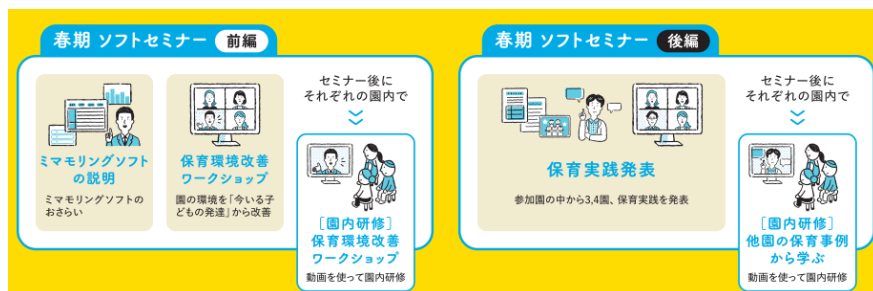 春期 ソフトセミナー 前編
ミマモリングソフト
の説明
ミマモリングソフトの
おさらい
保育環境改善
ワークショップ
園の環境を「今いる子
どもの発達」から改善
セミナー後に
それぞれの園内で
[園内研修]
保育環境改善
ワークショップ
動画を使って園内研修
春期 ソフトセミナー 後編
保育実践発表
参加園の中から3,4園、保育実践を発表
セミナー後に
それぞれの園内で
[園内研修]
他園の保育事例
から学ぶ
動画を使って園内研修